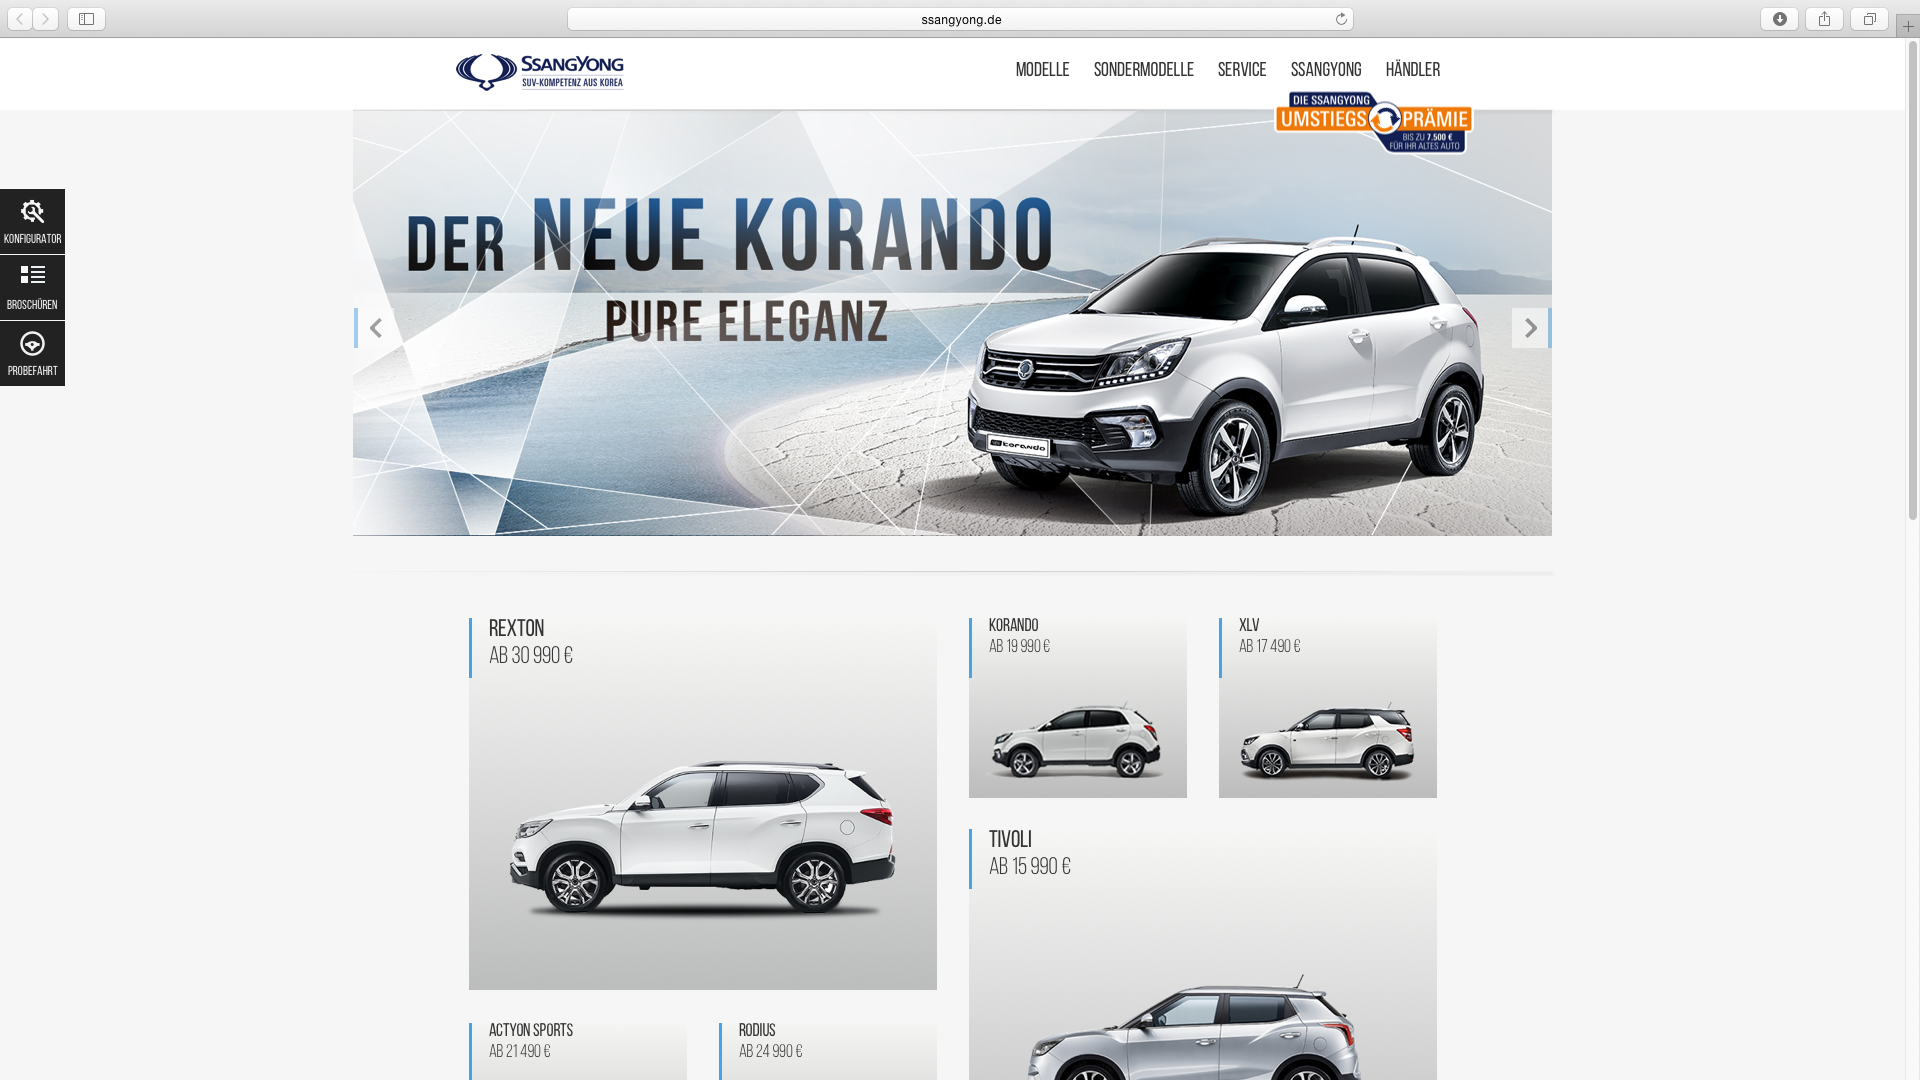 ssangyong.de
SSANGYONG
SUV-KOMPETENZ AUS KOREA
MODELLE SONDERMODELLE SERVICE SSANGYONG HÄNDLER
DIE SSANGYONG
UMSTIEGS PRÄMIE
BIS ZU 7.500 €
FÜR IHR ALTES AUTO
DER NEUE KORANDO
PURE ELEGANZ
KONFIGURATOR
BROSCHÜREN
PROBEFAHRT
korando
REXTON
AB 30 990 €
KORANDO
AB 19 990 €
XLV
AB 17 490 €
TIVOLI
AB 15 990 €
ACTYON SPORTS
AB 21 490 €
RODIUS
AB 24 990 €